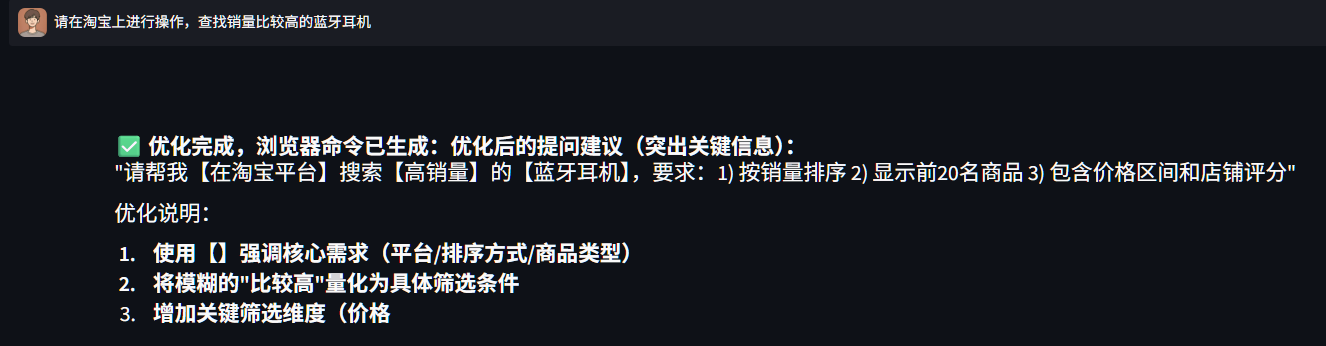 请在淘宝上进行操作，查找销量比较高的蓝牙耳机
✅ 优化完成，浏览器命令已生成：优化后的提问建议（突出关键信息）：
"请帮我【在淘宝平台】搜索【高销量】的【蓝牙耳机】，要求：1) 按销量排序 2) 显示前20名商品 3) 包含价格区间和店铺评分"
优化说明：
1. 使用【】强调核心需求（平台/排序方式/商品类型）
2. 将模糊的"比较高"量化为具体筛选条件
3. 增加关键筛选维度（价格